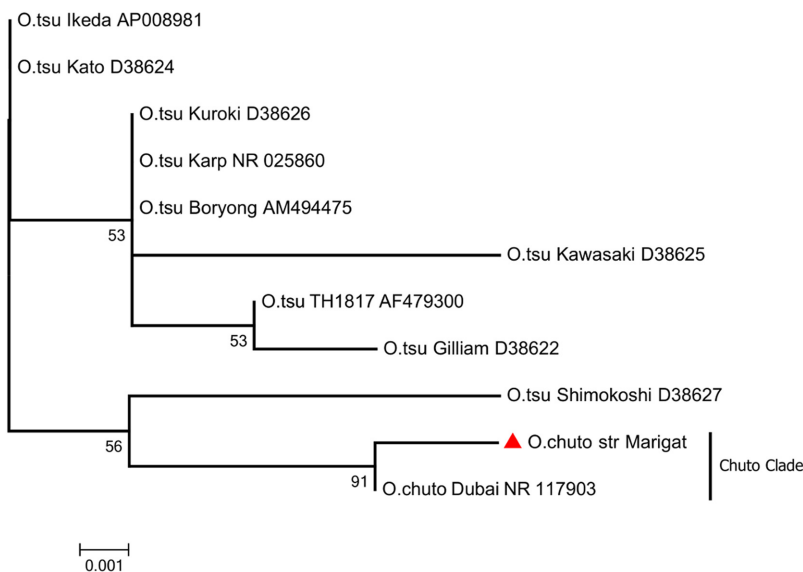 O.tsu Ikeda AP008981
O.tsu Kato D38624
O.tsu Kuroki D38626
O.tsu Karp NR 025860
O.tsu Boryong AM494475
53
O.tsu Kawasaki D38625
O.tsu TH1817 AF479300
53
O.tsu Gilliam D38622
O.tsu Shimokoshi D38627
56
O.chuto str Marigat
Chuto Clade
91
O.chuto Dubai NR 117903
0.001